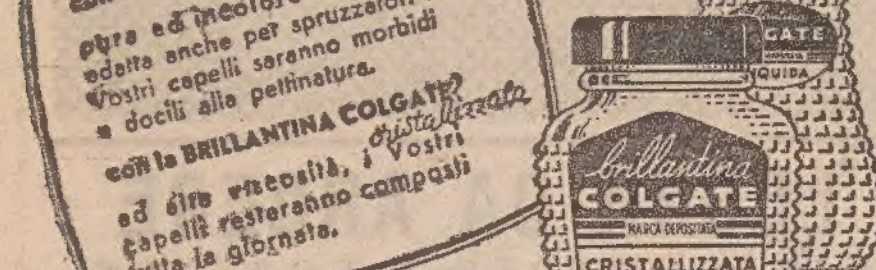 pura ed incolore
adatta anche per spruzzatori
Vostri capelli saranno morbidi
e docili alla pettinatura.
con la BRILLANTINA COLGATE
cristallizzata
ad alta viscosità, i Vostri
capelli resteranno composti
tutta la giornata.
GATE
QUIDA
brillantina
COLGATE
MARCA DEPOSITATA
CRISTALLIZZATA